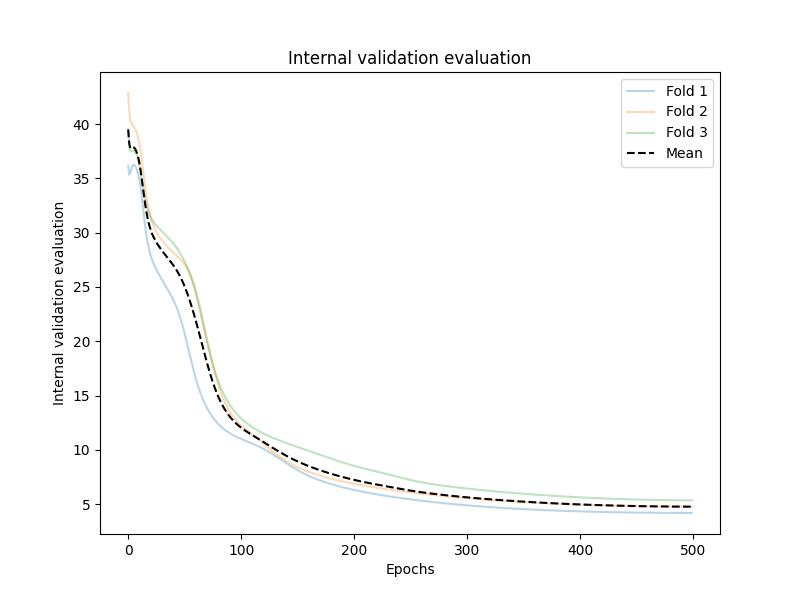 Internal validation evaluation
Fold 1
Fold 2
Fold 3
Mean
Internal validation evaluation
40
35
30
25
20
15
10
5
0
100
200
300
400
500
Epochs